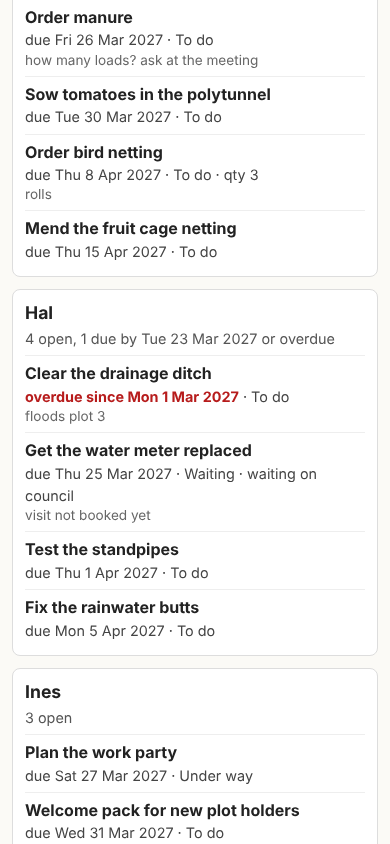 Order manure
due Fri 26 Mar 2027 · To do
how many loads? ask at the meeting
Sow tomatoes in the polytunnel
due Tue 30 Mar 2027 · To do
Order bird netting
due Thu 8 Apr 2027 · To do · qty 3
rolls
Mend the fruit cage netting
due Thu 15 Apr 2027 · To do
Hal
4 open, 1 due by Tue 23 Mar 2027 or overdue
Clear the drainage ditch
overdue since Mon 1 Mar 2027 · To do
floods plot 3
Get the water meter replaced
due Thu 25 Mar 2027 · Waiting · waiting on
council
visit not booked yet
Test the standpipes
due Thu 1 Apr 2027 · To do
Fix the rainwater butts
due Mon 5 Apr 2027 · To do
Ines
3 open
Plan the work party
due Sat 27 Mar 2027 · Under way
Welcome pack for new plot holders
due Wed 31 Mar 2027 · To do